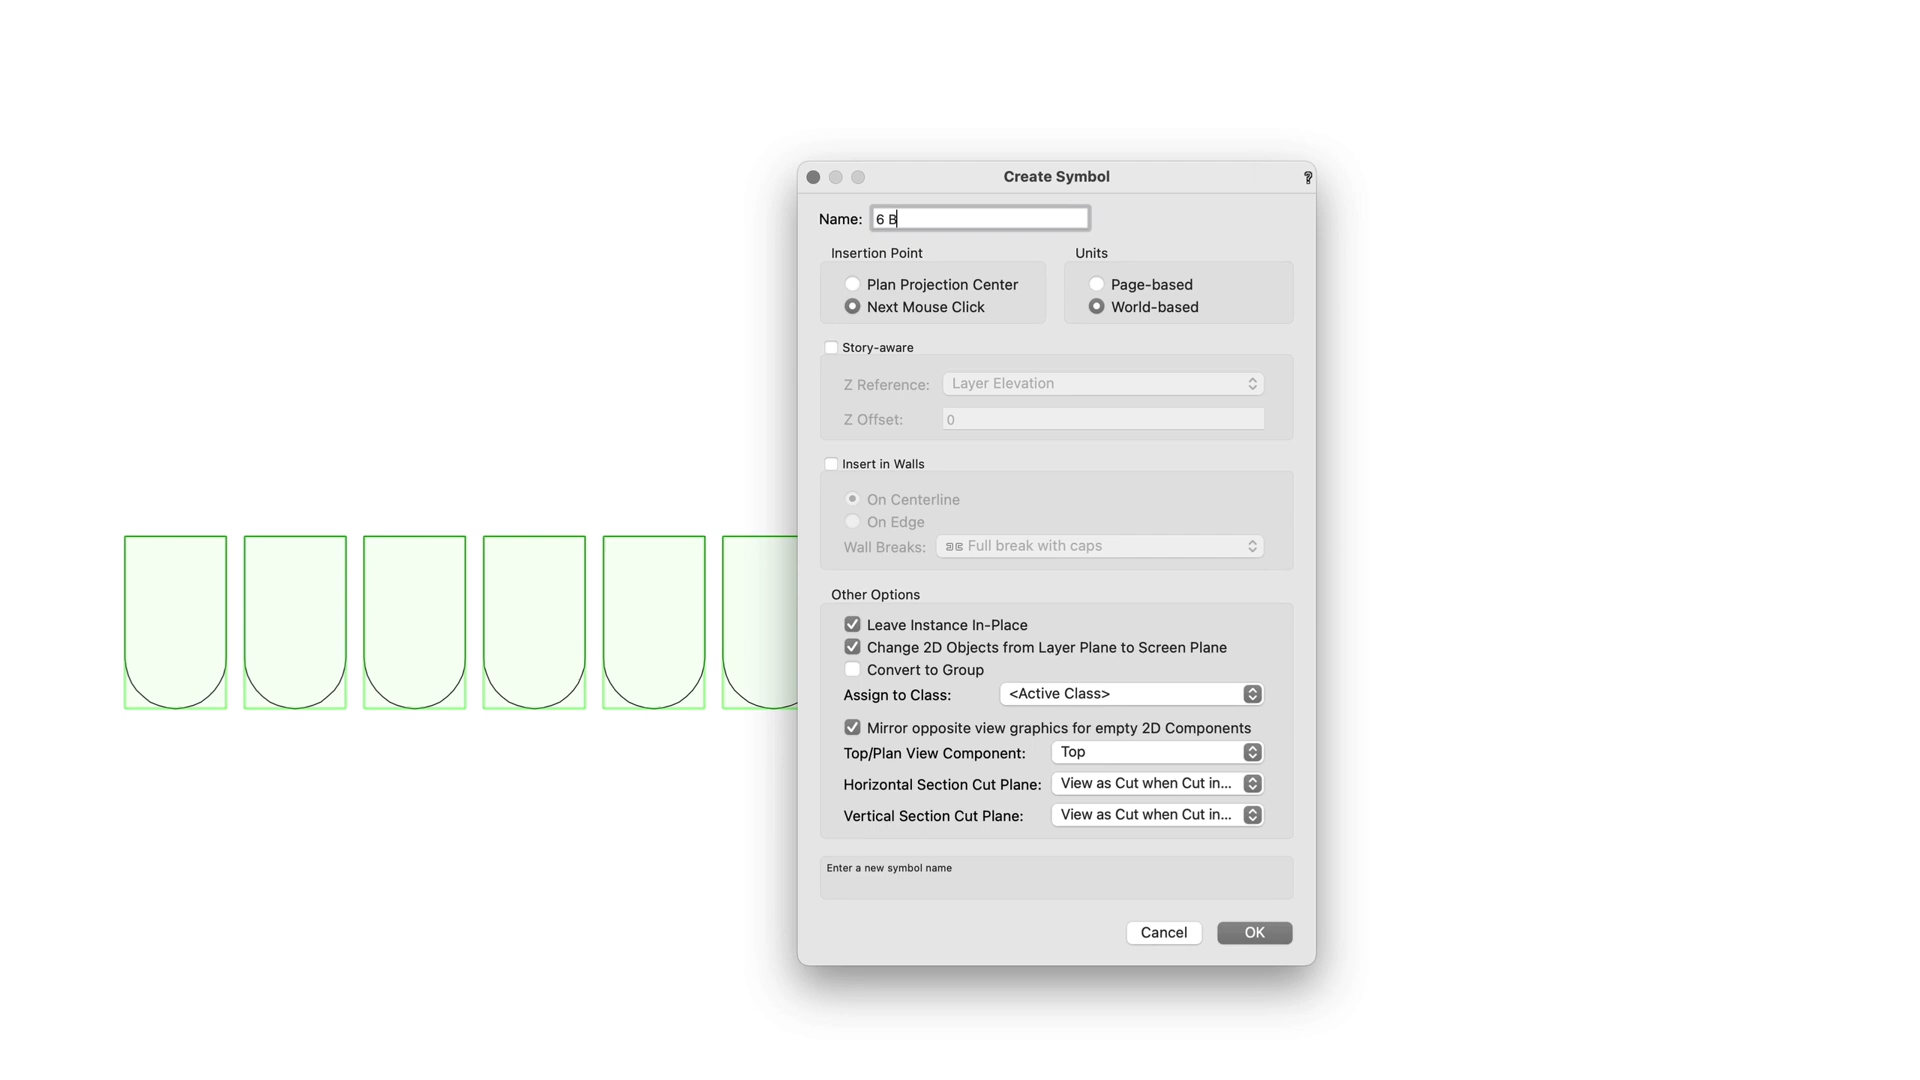 Create Symbol
?
Name: 6 B
Insertion Point
Units
Plan Projection Center
Page-based
Next Mouse Click
World-based
Story-aware
Z Reference: Layer Elevation
Z Offset: 0
Insert in Walls
On Centerline
On Edge
Wall Breaks: Full break with caps
Other Options
Leave Instance In-Place
Change 2D Objects from Layer Plane to Screen Plane
Convert to Group
Assign to Class: <Active Class>
Mirror opposite view graphics for empty 2D Components
Top/Plan View Component: Top
Horizontal Section Cut Plane: View as Cut when Cut in...
Vertical Section Cut Plane: View as Cut when Cut in...
Enter a new symbol name
Cancel
OK